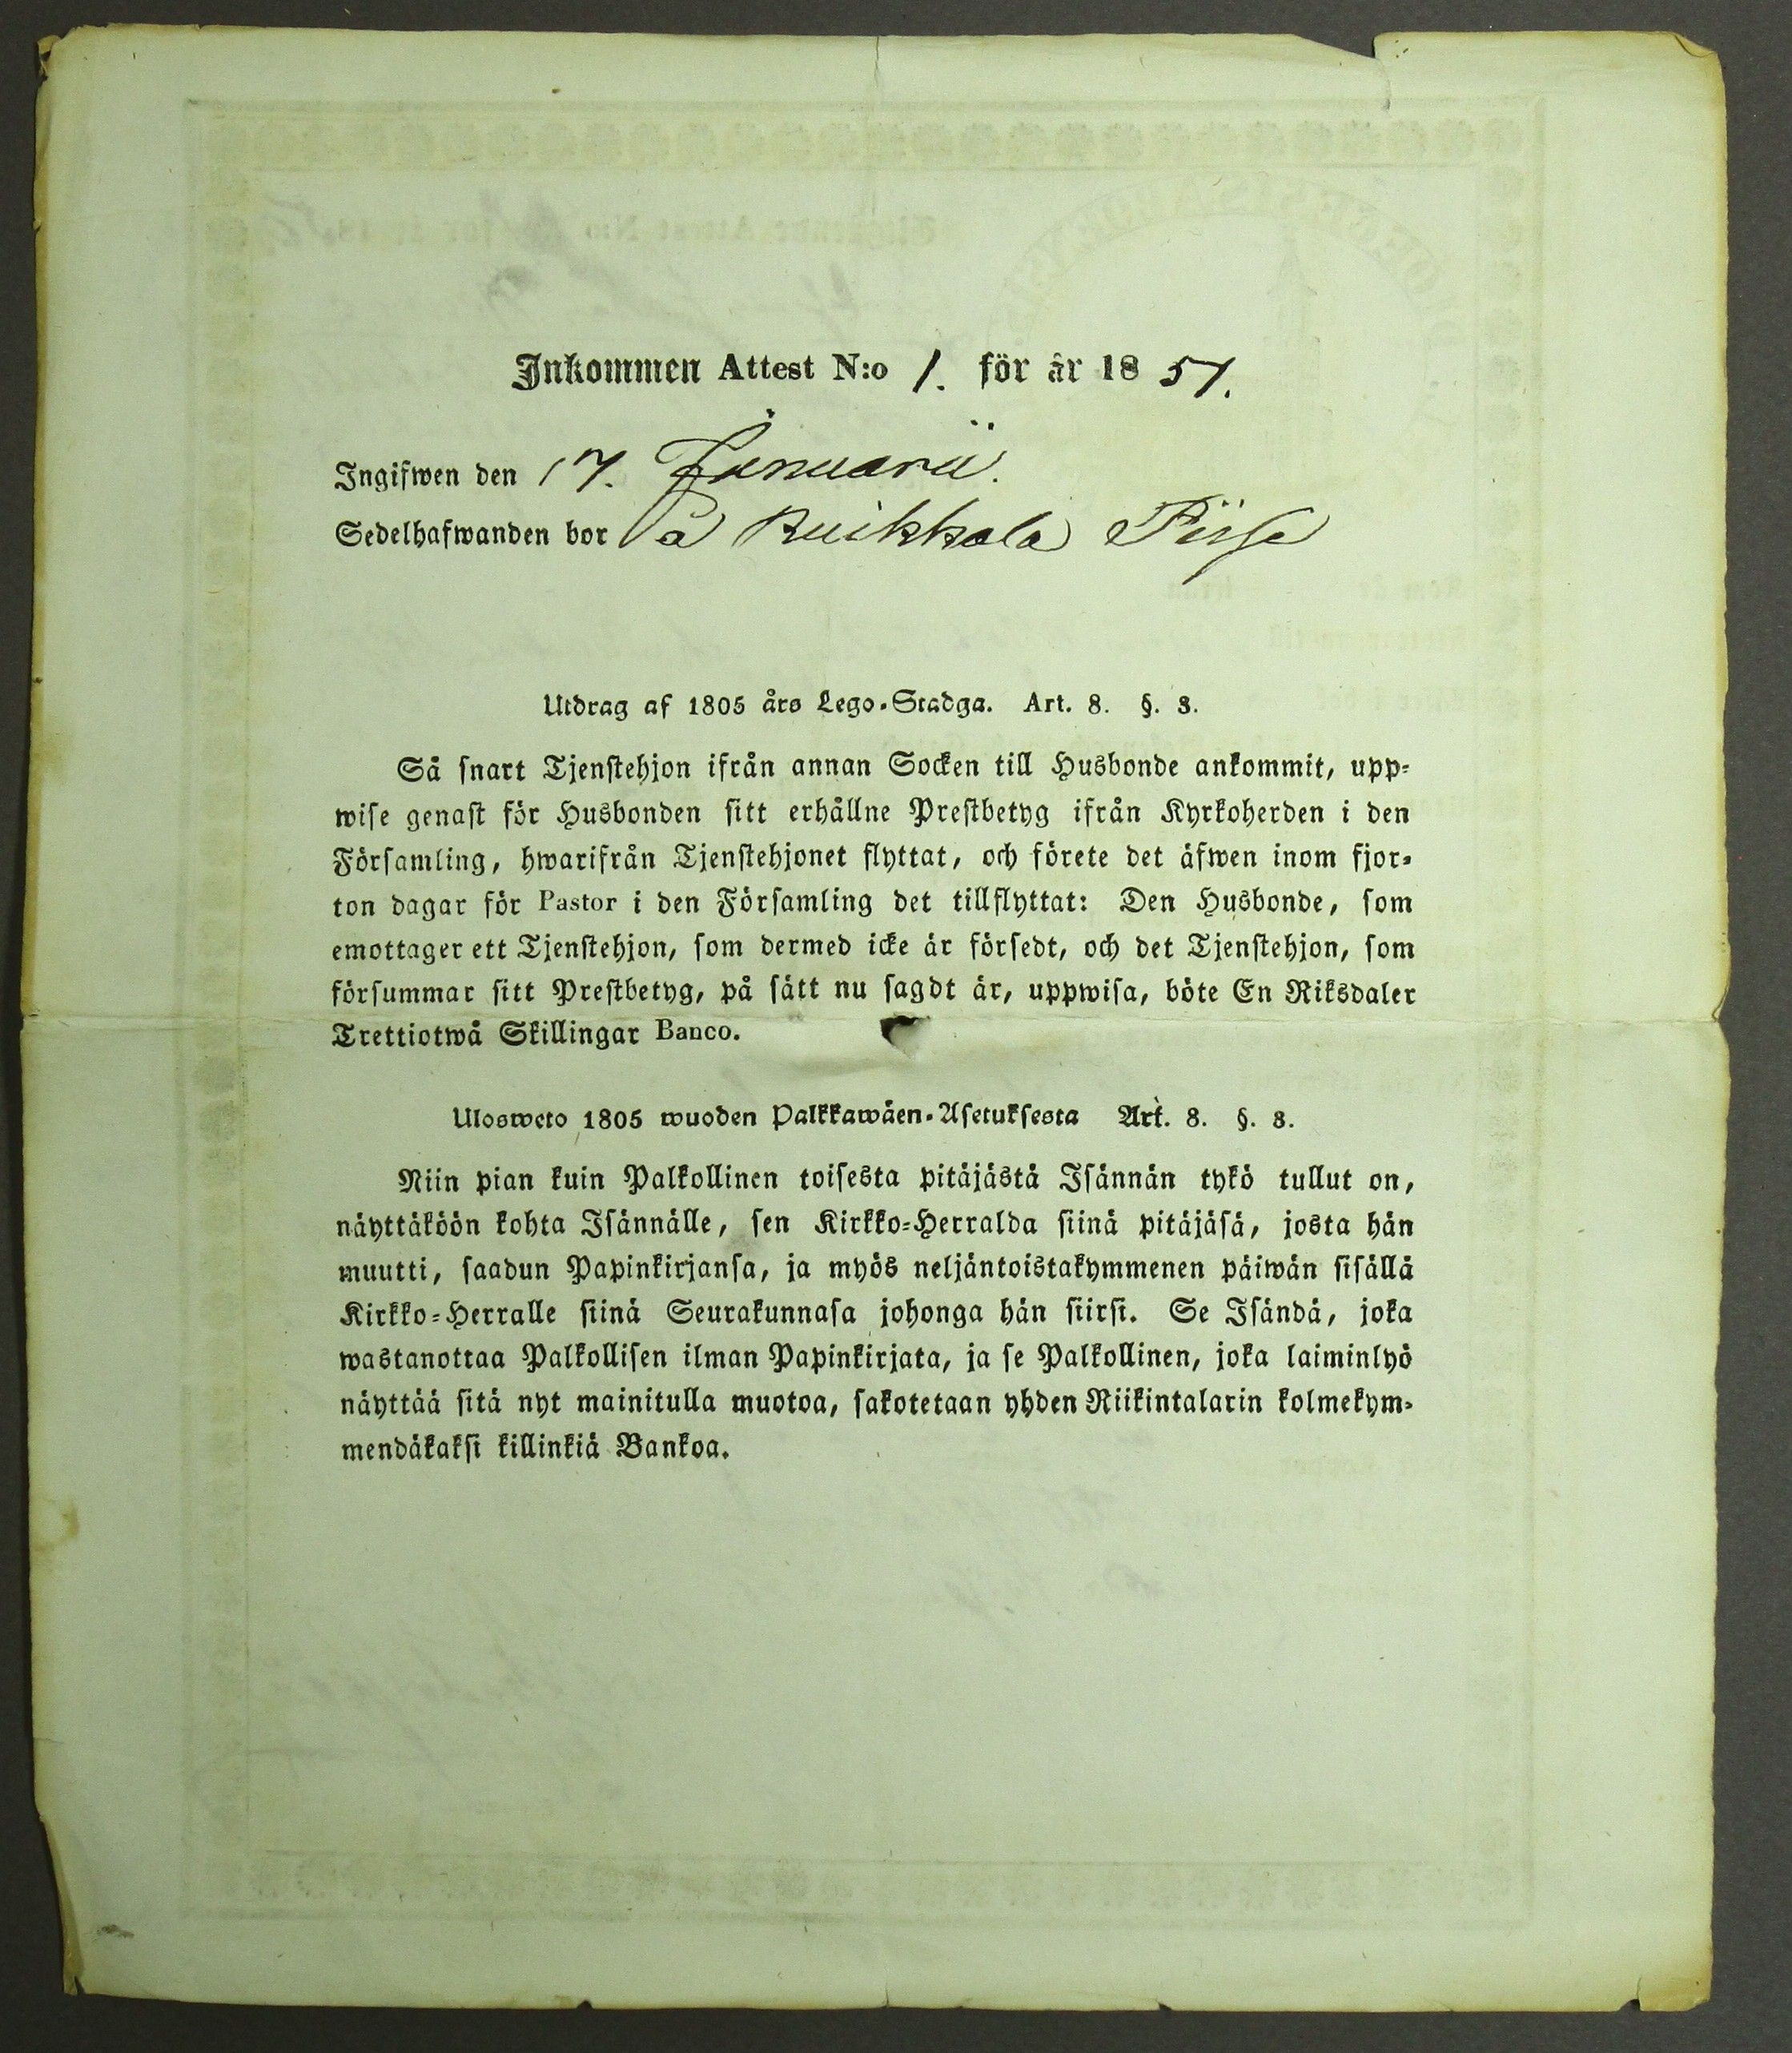 Inkommen Attest N:o 1. för år 1851.
Ingifwen den 17. Januarii.
Sedelhafwanden bor på Ruikkala
Utdrag af 1805 års Lego-Stadga. Art. 8. §. 3.
Så snart Tjenstehjon ifrån annan Socken till Husbonde ankommit, upp-
wise genast för Husbonden sitt erhållne Prestbetyg ifrån Kyrkoherden i den
Församling, hwarifrån Tjenstehjonet flyttat, och förete det äfwen inom fjor-
ton dagar för Pastor i den Församling det tillflyttat: Den Husbonde, som
emottager ett Tjenstehjon, som dermed icke är försedt, och det Tjenstehjon, som
försummar sitt Prestbetyg, på sätt nu sagdt är, uppwisa, böte En Riksdaler
Trettiotwå Skillingar Banco.
Ulosweto 1805 wuoden Palkkawäen-Asetuksesta Art. 8. §. 3.
Niin pian kuin Palkollinen toisesta pitäjästä Isännän tykö tullut on,
näyttäköön kohta Isännälle, sen Kirkko-Herralda siinä pitäjäsä, josta hän
muutti, saadun Papinkirjansa, ja myös neljäntoistakymmenen päiwän sisällä
Kirkko-Herralle siinä Seurakunnasa johonga hän siirsi. Se Isändä, joka
wastanottaa Palkollisen ilman Papinkirjata, ja se Palkollinen, joka laiminlyö
näyttää sitä nyt mainitulla muotoa, sakotetaan yhden Riikintalarin kolmekym-
mendäkaksi killinkiä Bankoa.